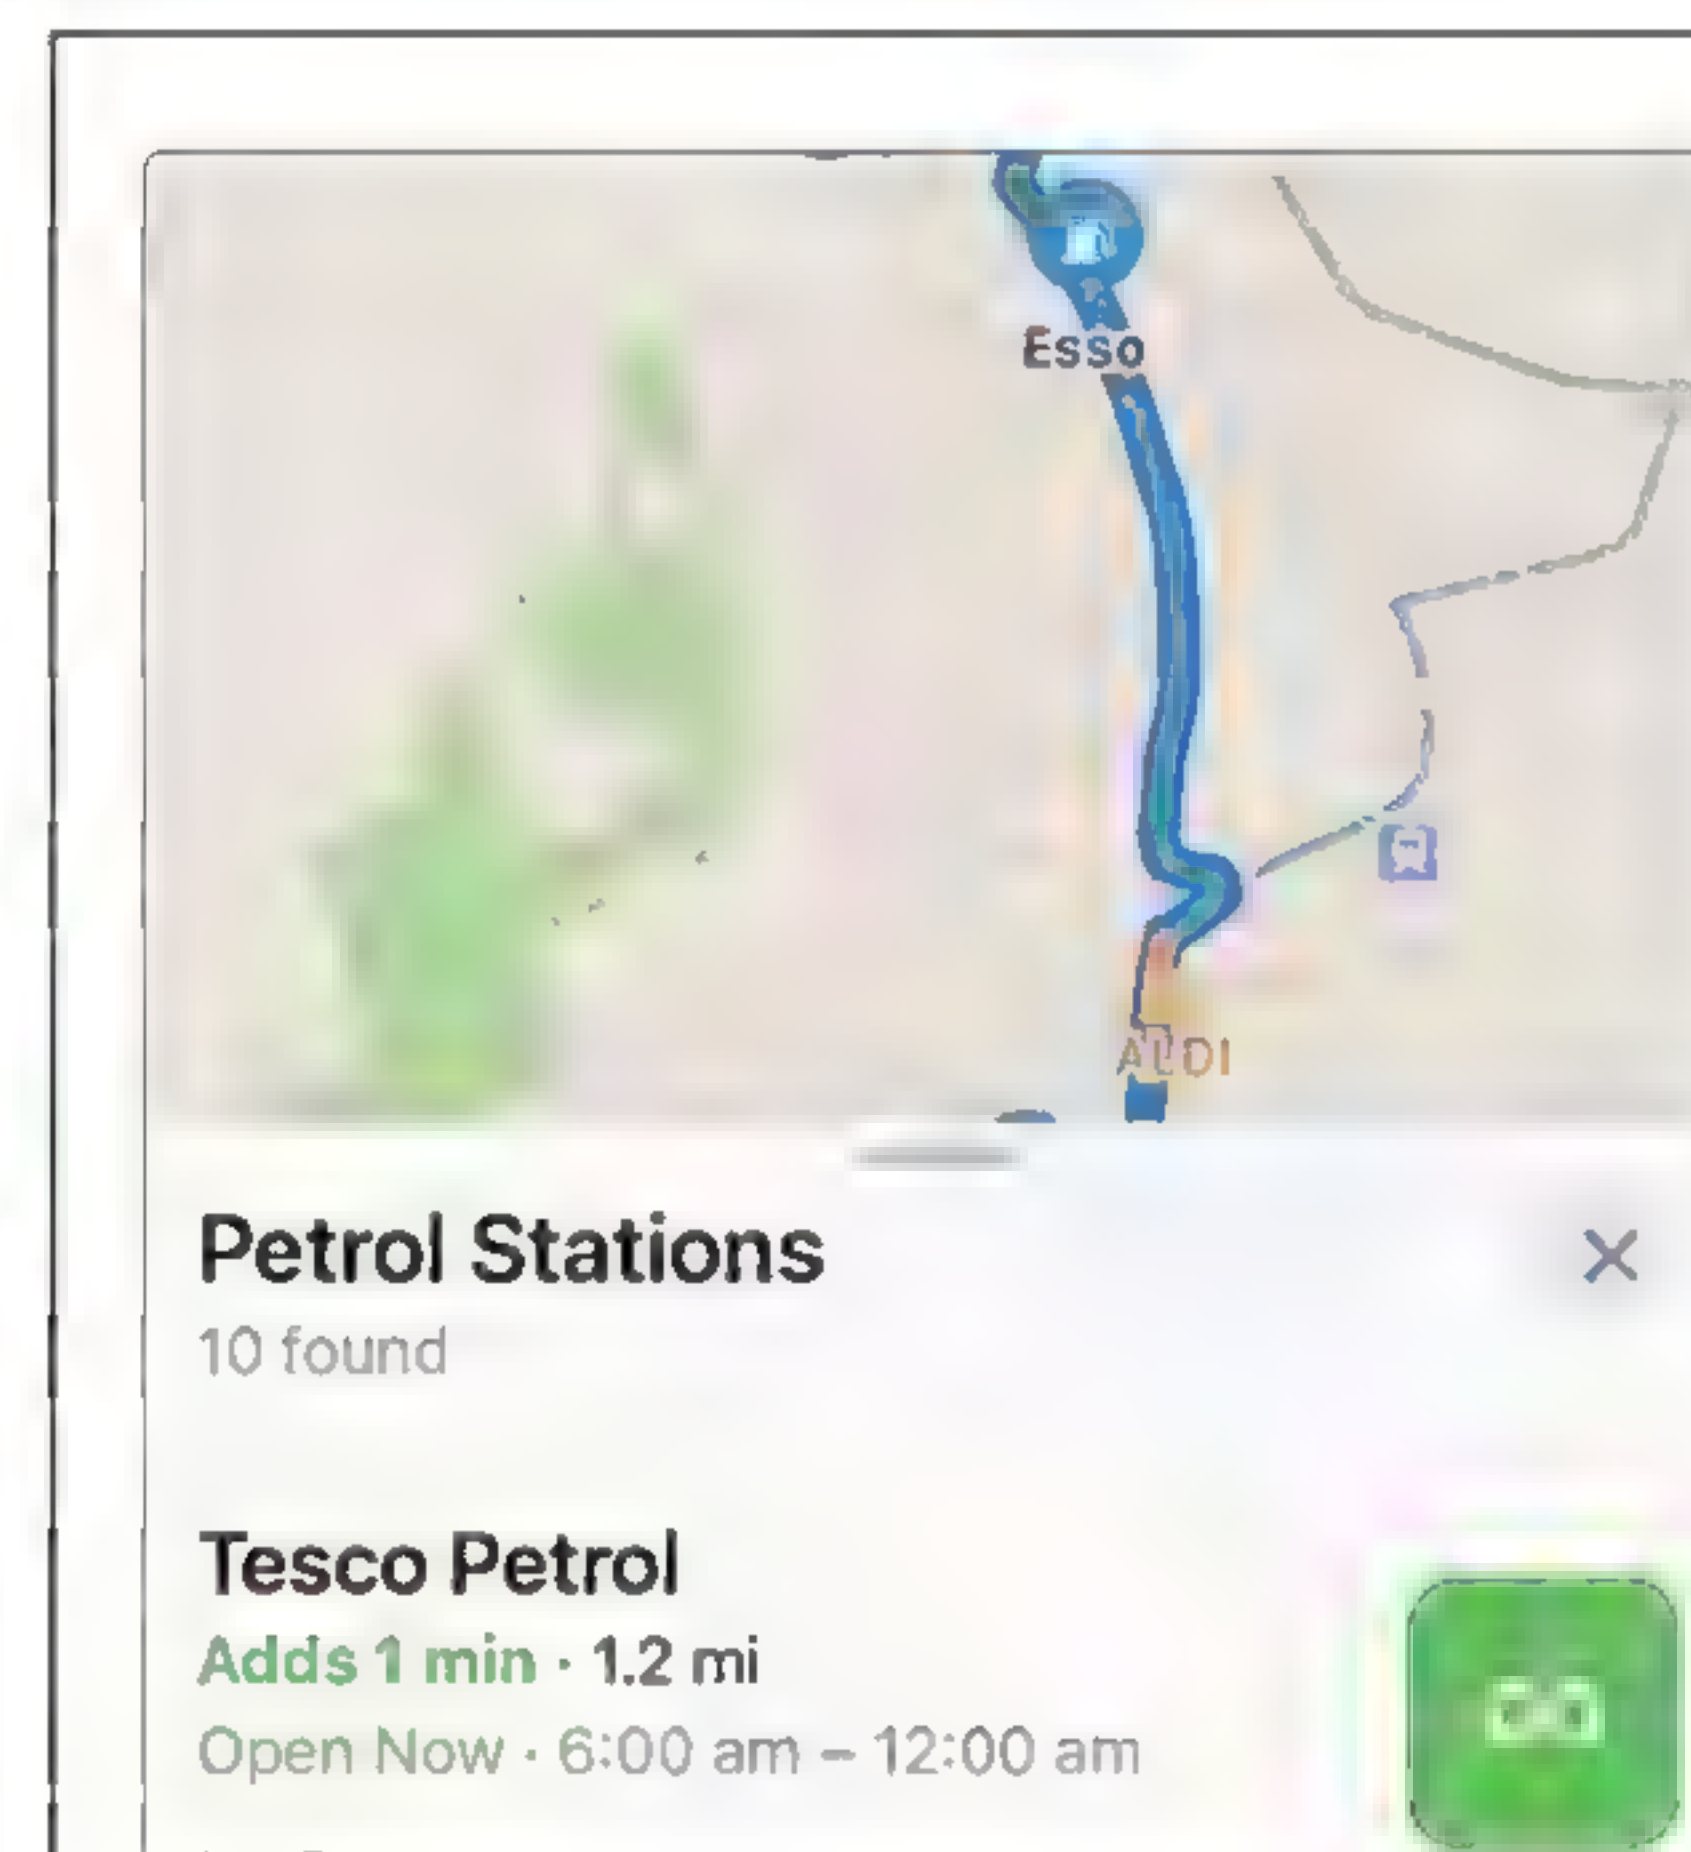 Esso
ALDI
Petrol Stations
10 found
Tesco Petrol
Adds 1 min · 1.2 mi
Open Now · 6:00 am – 12:00 am